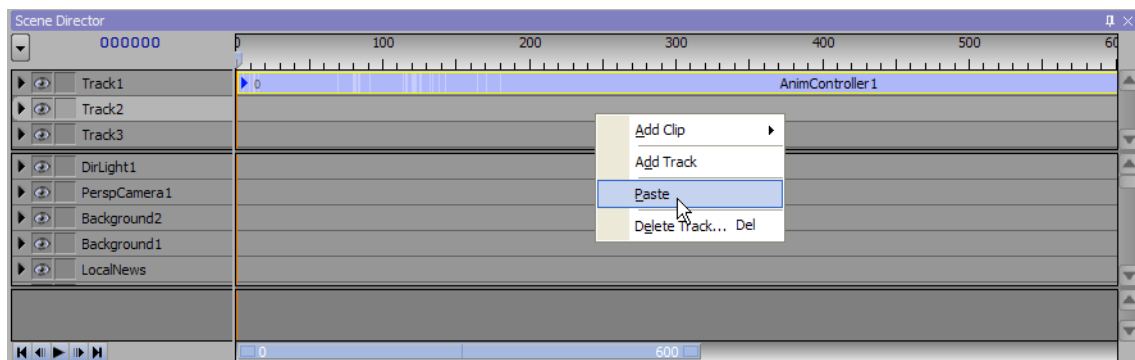 Scene Director
000000 0 100 200 300 400 500 60
Track1 0 AnimController1
Track2
Track3
Add Clip
Add Track
Paste
Delete Track... Del
DirLight1
PerspCamera1
Background2
Background1
LocalNews
0 600